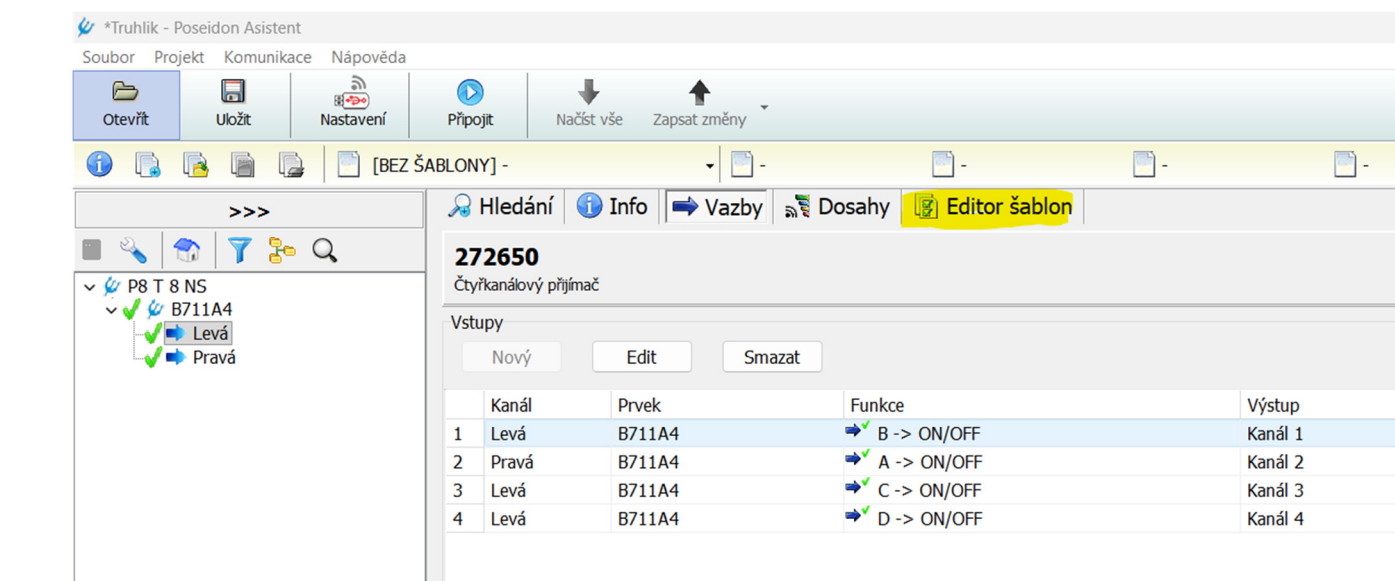 *Truhlik - Poseidon Asistent
Soubor Projekt Komunikace Nápověda
Otevřít Uložit Nastavení Připojit Načíst vše Zapsat změny
[BEZ ŠABLONY] - - - - -
>>> Hledání Info Vazby Dosahy Editor šablon
272650
Čtyřkanálový přijímač
P8 T 8 NS
B711A4
Levá
Pravá
Vstupy
Nový Edit Smazat
Kanál Prvek Funkce Výstup
1 Levá B711A4 B -> ON/OFF Kanál 1
2 Pravá B711A4 A -> ON/OFF Kanál 2
3 Levá B711A4 C -> ON/OFF Kanál 3
4 Levá B711A4 D -> ON/OFF Kanál 4